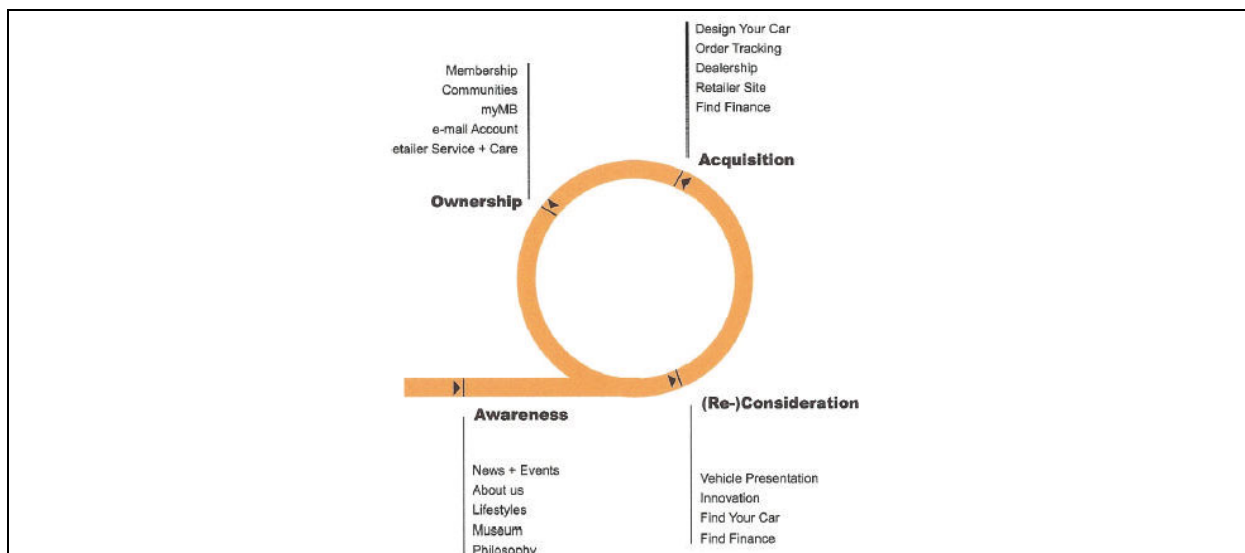 Design Your Car
Order Tracking
Dealership
Retailer Site
Find Finance
Acquisition
Membership
Communities
myMB
e-mail Account
etailer Service + Care
Ownership
Awareness
News + Events
About us
Lifestyles
Museum
Philosophy
(Re-)Consideration
Vehicle Presentation
Innovation
Find Your Car
Find Finance